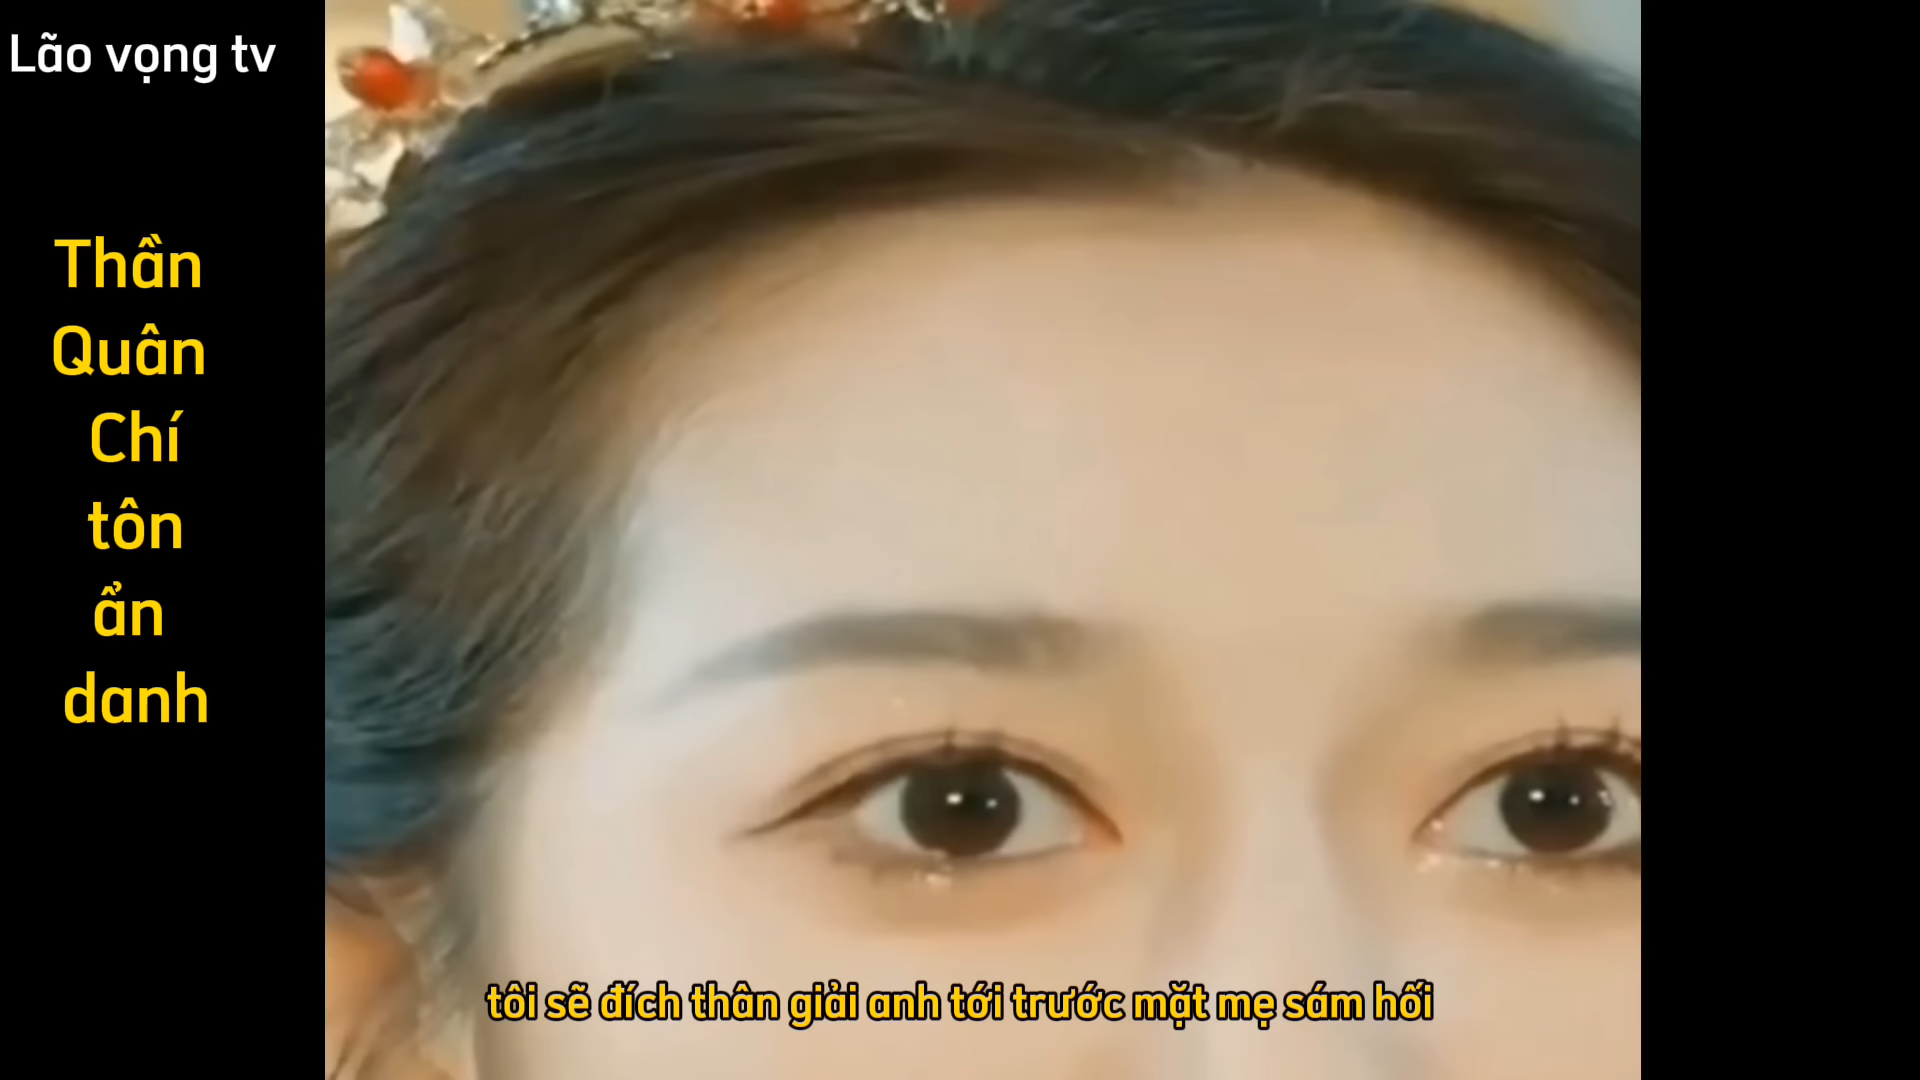 Lão vọng tv
Thần
Quân
Chí
tôn
ẩn
danh
tôi sẽ đích thân giải anh tới trước mặt mẹ sám hối